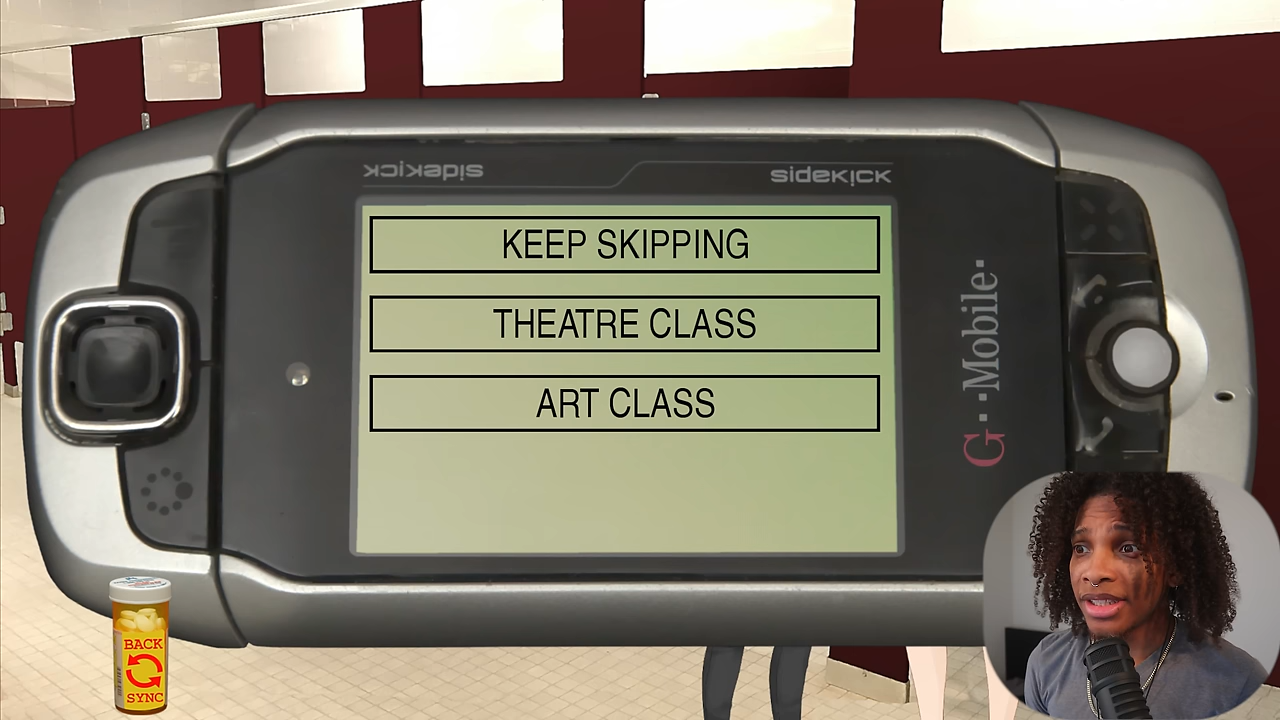 sidekick
sidekick
KEEP SKIPPING
THEATRE CLASS
ART CLASS
G··Mobile·
BACK
SYNC